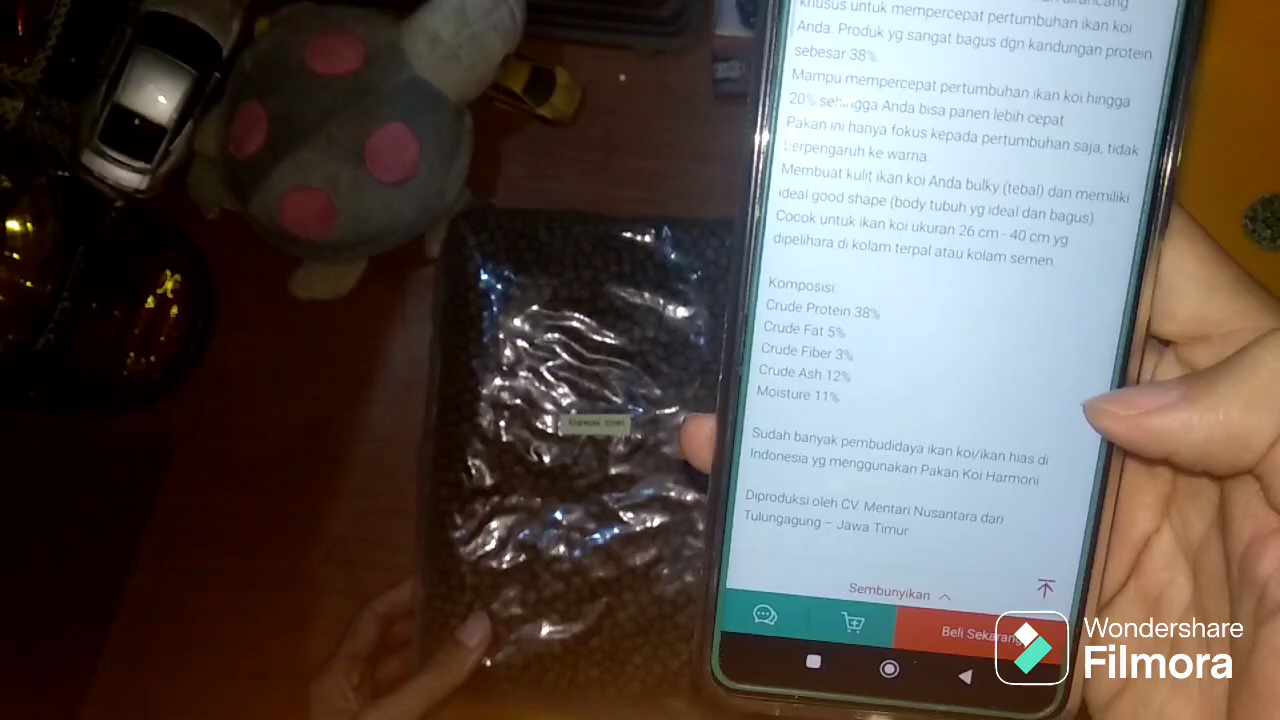 khusus untuk mempercepat pertumbuhan ikan koi
Anda. Produk yg sangat bagus dgn kandungan protein
sebesar 38%.
Mampu mempercepat pertumbuhan ikan koi hingga
20% sehingga Anda bisa panen lebih cepat.
Pakan ini hanya fokus kepada pertumbuhan saja, tidak
berpengaruh ke warna.
Membuat kulit ikan koi Anda bulky (tebal) dan memiliki
ideal good shape (body tubuh yg ideal dan bagus)
Cocok untuk ikan koi ukuran 26 cm - 40 cm yg
dipelihara di kolam terpal atau kolam semen.
Komposisi:
Crude Protein 38%
Crude Fat 5%
Crude Fiber 3%
Crude Ash 12%
Moisture 11%
Sudah banyak pembudidaya ikan koi/ikan hias di
Indonesia yg menggunakan Pakan Koi Harmoni
Diproduksi oleh CV. Mentari Nusantara dari
Tulungagung – Jawa Timur
Sembunyikan
Beli Sekarang
Wondershare
Filmora